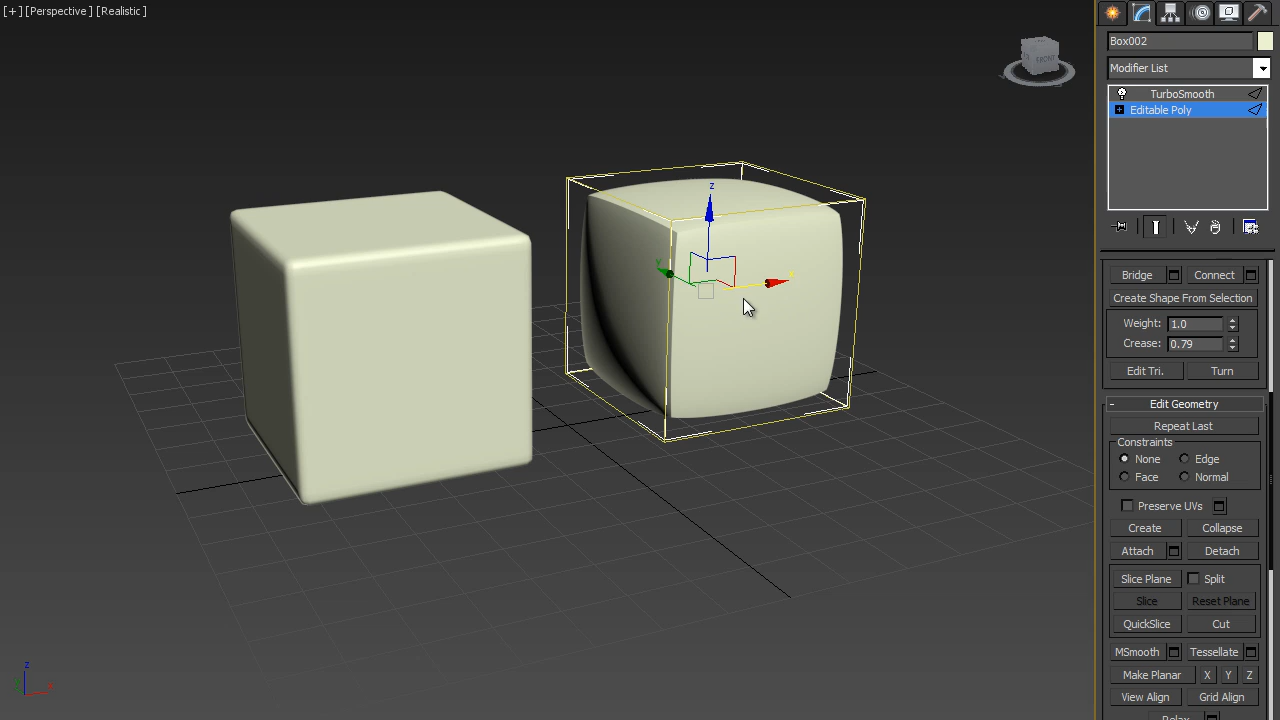 [+] [Perspective] [Realistic]
Box002
Modifier List
TurboSmooth
Editable Poly
Bridge Connect
Create Shape From Selection
Weight: 1.0
Crease: 0.79
Edit Tri. Turn
- Edit Geometry
Repeat Last
Constraints
None Edge
Face Normal
Preserve UVs
Create Collapse
Attach Detach
Slice Plane Split
Slice Reset Plane
QuickSlice Cut
MSmooth Tessellate
Make Planar X Y Z
View Align Grid Align
Relax
FRONT
z
y
x
z